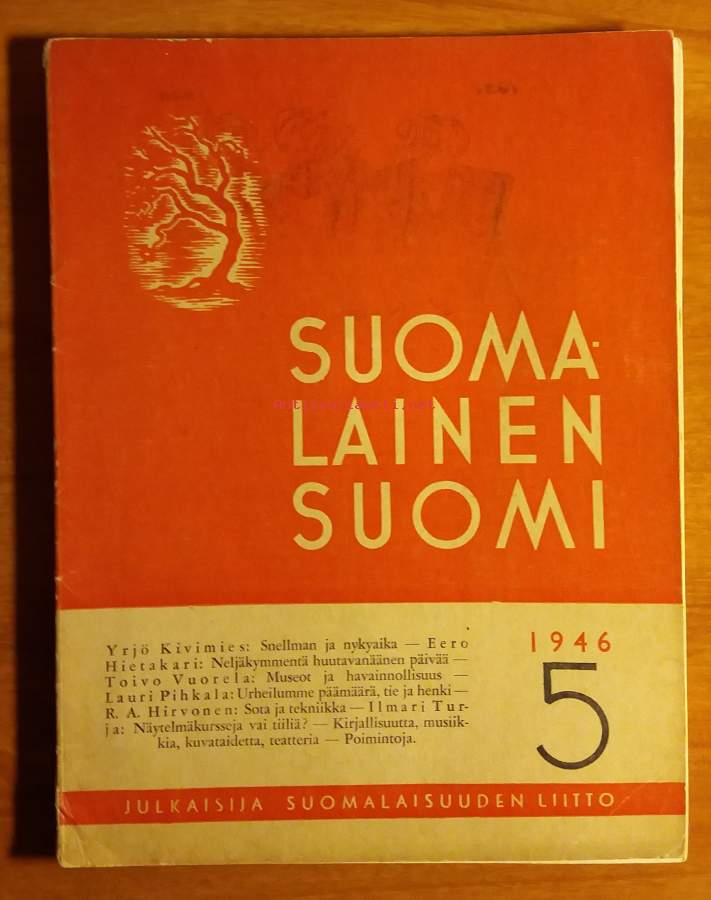 SUOMA-
LAINEN
SUOMI
Yrjö Kivimies: Snellman ja nykyaika — Eero
Hietakari: Neljäkymmentä huutavanäänen päivää —
Toivo Vuorela: Museot ja havainnollisuus —
Lauri Pihkala: Urheilumme päämäärä, tie ja henki —
R. A. Hirvonen: Sota ja tekniikka — Ilmari Tur-
ja: Näytelmäkursseja vai tiiliä? — Kirjallisuutta, musiik-
kia, kuvataidetta, teatteria — Poimintoja.
1946
5
JULKAISIJA SUOMALAISUUDEN LIITTO